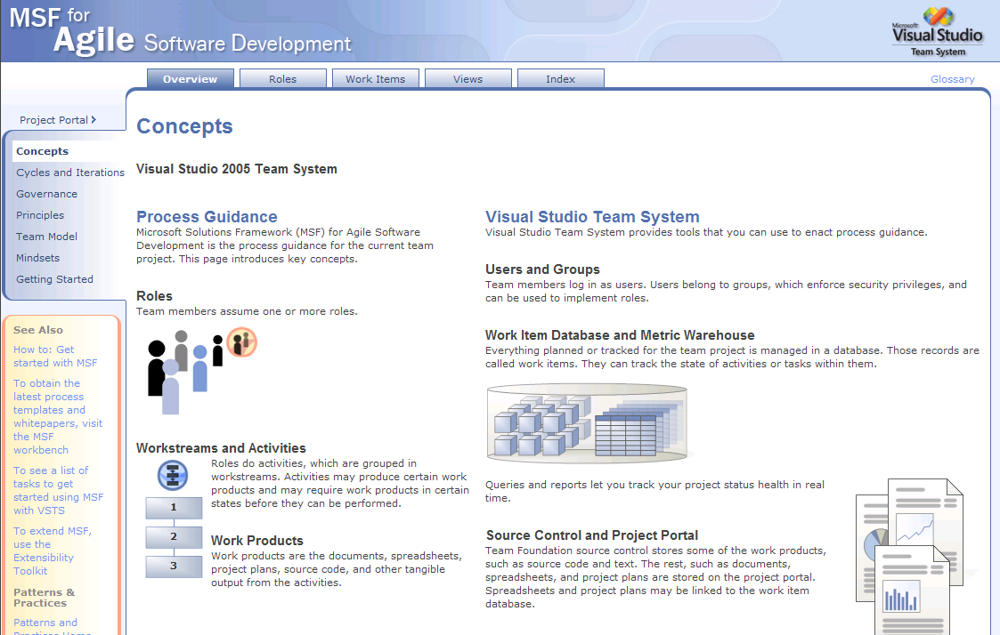 MSF for
Agile Software Development
Microsoft
Visual Studio
Team System
Overview
Roles
Work Items
Views
Index
Glossary
Project Portal
Concepts
Cycles and Iterations
Governance
Principles
Team Model
Mindsets
Getting Started
See Also
How to: Get
started with MSF
To obtain the
latest process
templates and
whitepapers, visit
the MSF
workbench
To see a list of
tasks to get
started using MSF
with VSTS
To extend MSF,
use the
Extensibility
Toolkit
Patterns &
Practices
Patterns and
Practices Home
Concepts
Visual Studio 2005 Team System
Process Guidance
Microsoft Solutions Framework (MSF) for Agile Software
Development is the process guidance for the current team
project. This page introduces key concepts.
Roles
Team members assume one or more roles.
Workstreams and Activities
Roles do activities, which are grouped in
workstreams. Activities may produce certain work
products and may require work products in certain
states before they can be performed.
1
2
3
Work Products
Work products are the documents, spreadsheets,
project plans, source code, and other tangible
output from the activities.
Visual Studio Team System
Visual Studio Team System provides tools that you can use to enact process guidance.
Users and Groups
Team members log in as users. Users belong to groups, which enforce security privileges, and
can be used to implement roles.
Work Item Database and Metric Warehouse
Everything planned or tracked for the team project is managed in a database. Those records are
called work items. They can track the state of activities or tasks within them.
Queries and reports let you track your project status health in real
time.
Source Control and Project Portal
Team Foundation source control stores some of the work products,
such as source code and text. The rest, such as documents,
spreadsheets, and project plans are stored on the project portal.
Spreadsheets and project plans may be linked to the work item
database.